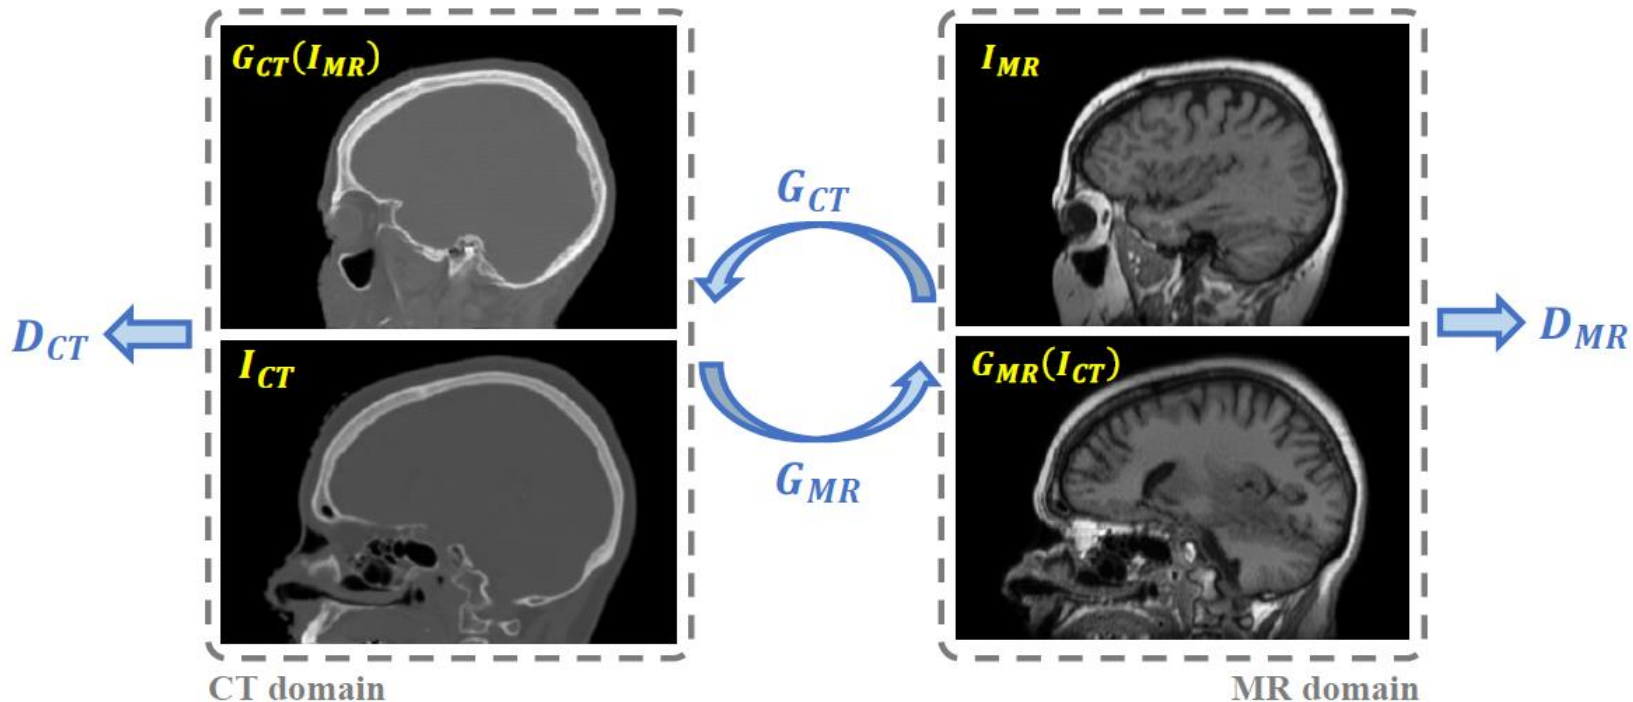 G_CT(I_MR)
I_MR
G_CT
D_CT
D_MR
I_CT
G_MR(I_CT)
G_MR
CT domain
MR domain